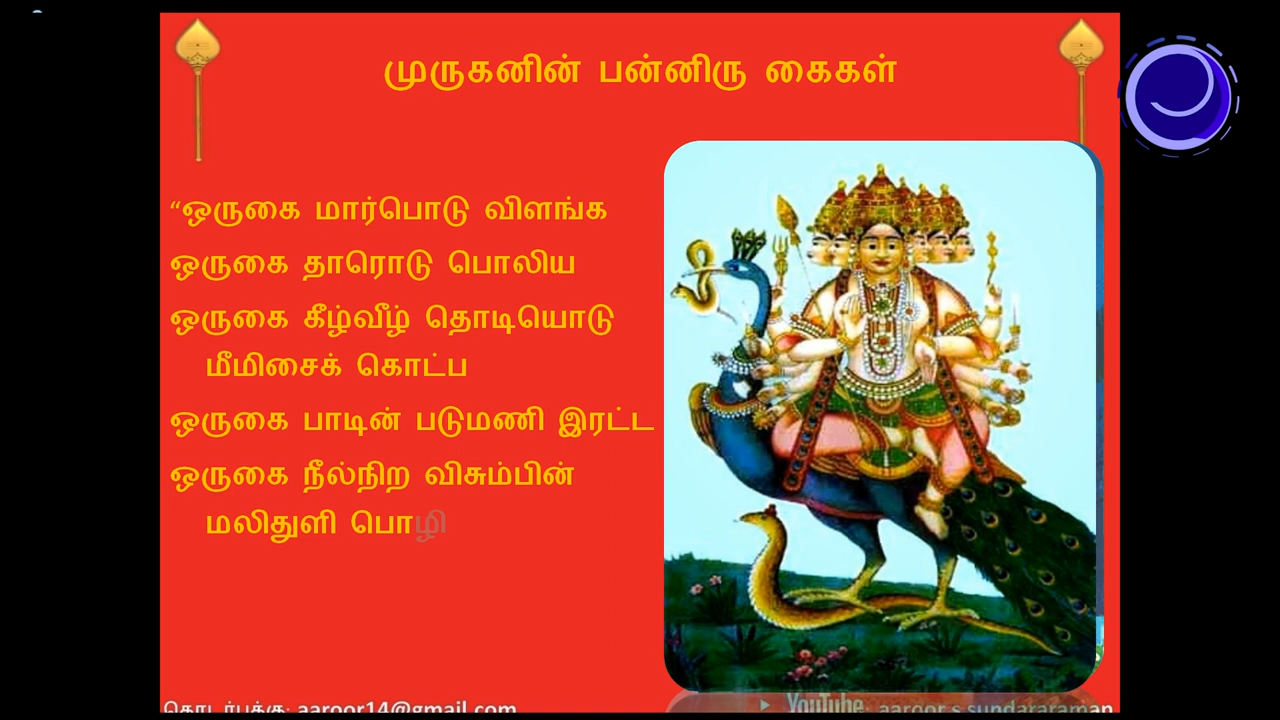 முருகனின் பன்னிரு கைகள்
“ஒருகை மார்பொடு விளங்க
ஒருகை தாரொடு பொலிய
ஒருகை கீழ்வீழ் தொடியொடு
மீமிசைக் கொட்ப
ஒருகை பாடின் படுமணி இரட்ட
ஒருகை நீல்நிற விசும்பின்
மலிதுளி பொழி
தொடர்புக்கு: aaroor14@gmail.com
YouTube: aaroor s sundararaman